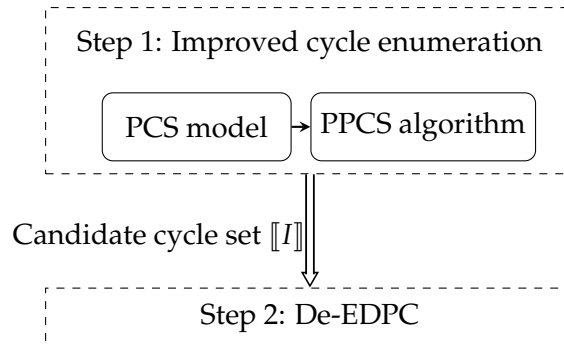 Step 1: Improved cycle enumeration
PCS model PPCS algorithm
Candidate cycle set ⟦I⟧
Step 2: De-EDPC